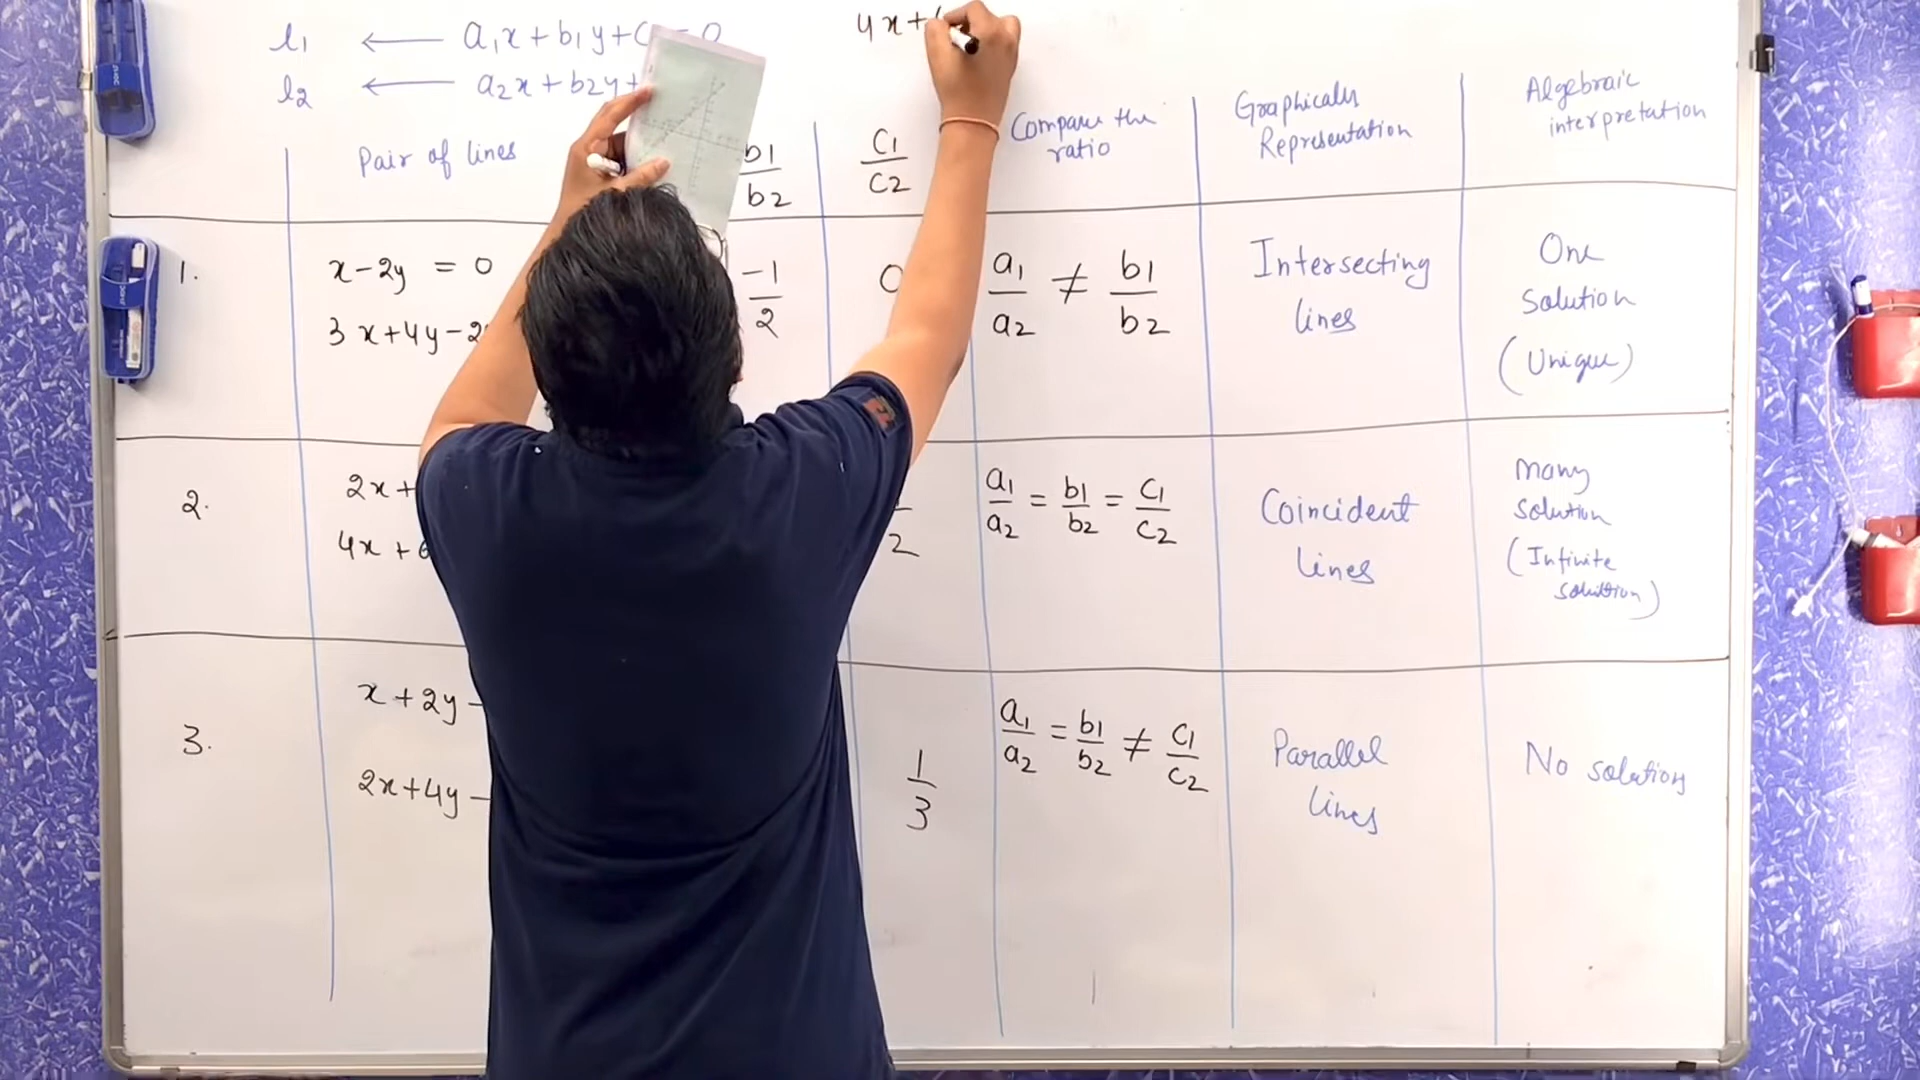 l₁ ← a₁x + b₁y + c = 0
l₂ ← a₂x + b₂y +
4x +
Pair of lines
b₁/b₂
c₁/c₂
Compare the ratio
Graphically Representation
Algebraic interpretation
1.
x - 2y = 0
3x + 4y - 2
-1/2
0
a₁/a₂ ≠ b₁/b₂
Intersecting lines
One Solution (Unique)
2.
2x +
4x + 6
2
a₁/a₂ = b₁/b₂ = c₁/c₂
Coincident lines
many solution (Infinite solution)
3.
x + 2y -
2x + 4y -
1/3
a₁/a₂ = b₁/b₂ ≠ c₁/c₂
Parallel lines
No solution